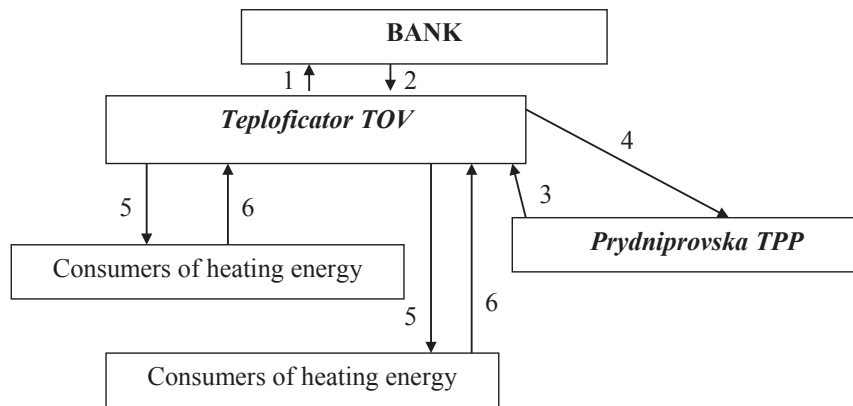 BANK
1
2
Teploficator TOV
4
3
5
6
Prydniprovska TPP
Consumers of heating energy
5
6
Consumers of heating energy